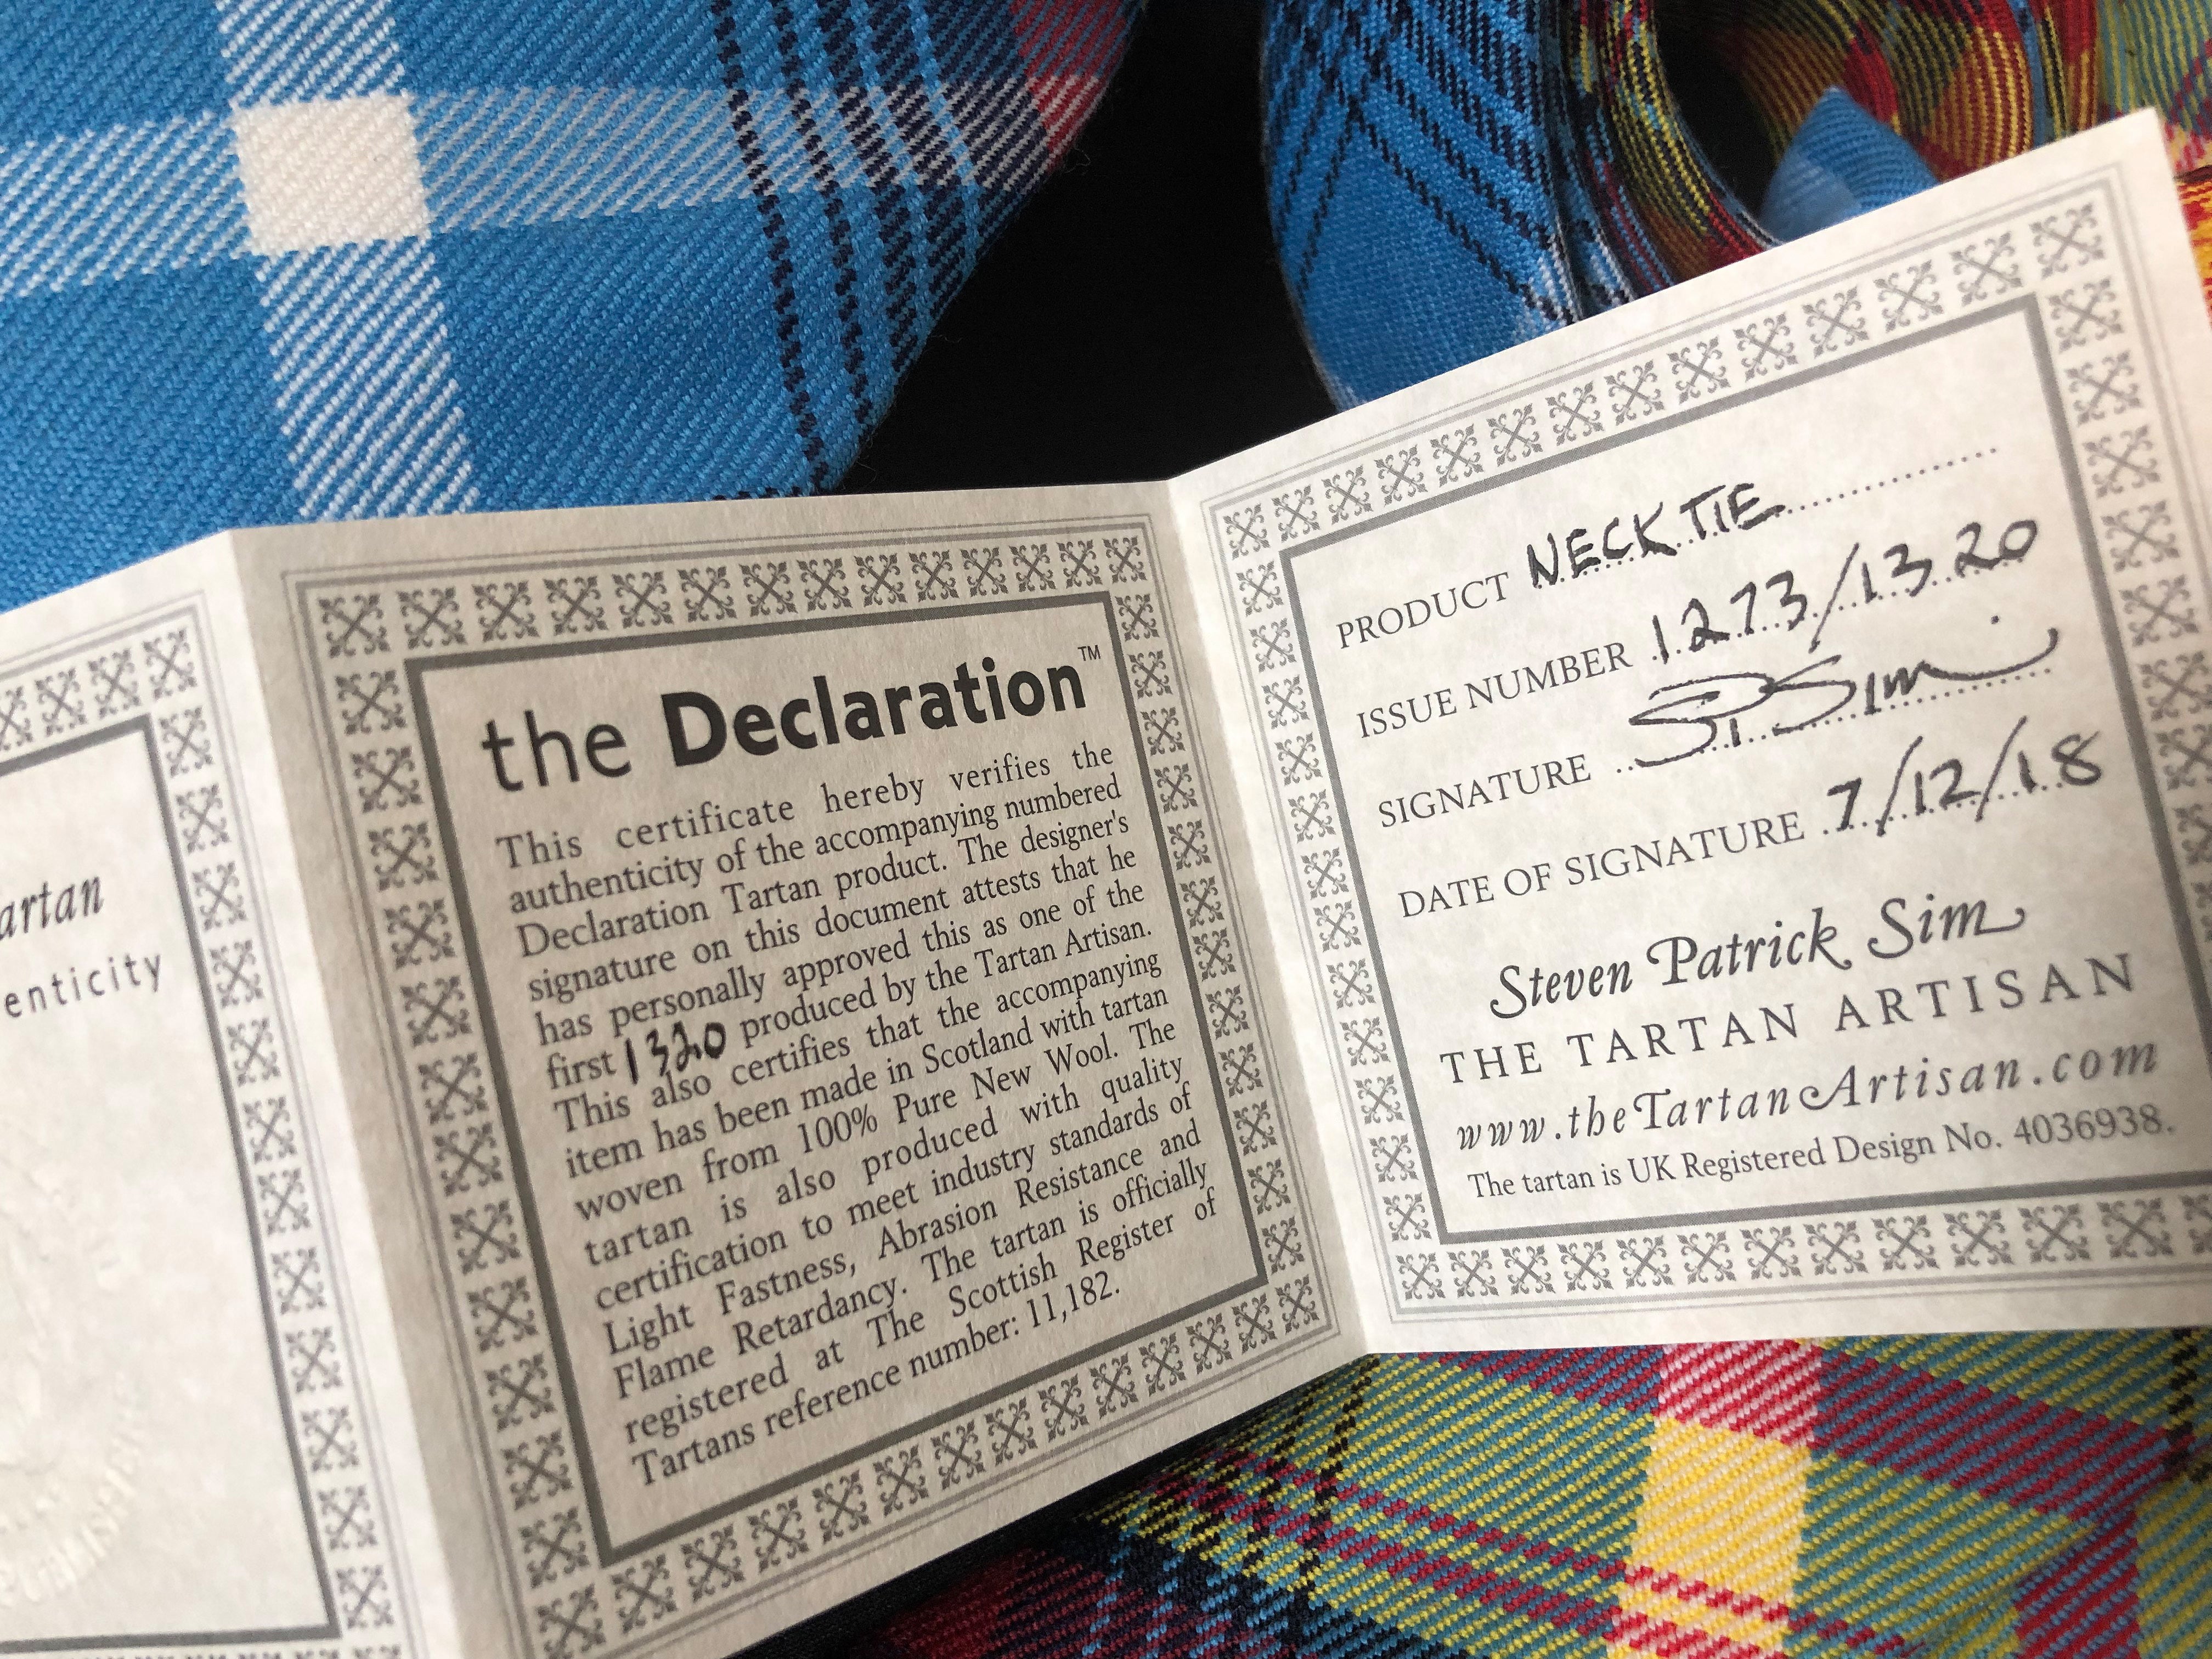 artan
enticity
the Declaration™
This certificate hereby verifies the
authenticity of the accompanying numbered
Declaration Tartan product. The designer's
signature on this document attests that he
has personally approved this as one of the
first 1320 produced by the Tartan Artisan.
This also certifies that the accompanying
item has been made in Scotland with tartan
woven from 100% Pure New Wool. The
tartan is also produced with quality
certification to meet industry standards of
Light Fastness, Abrasion Resistance and
Flame Retardancy. The tartan is officially
registered at The Scottish Register of
Tartans reference number: 11,182.
PRODUCT NECK TIE
ISSUE NUMBER 1273/1320
SIGNATURE S.P. Sim
DATE OF SIGNATURE 7/12/18
Steven Patrick Sim
THE TARTAN ARTISAN
www.theTartanArtisan.com
The tartan is UK Registered Design No. 4036938.